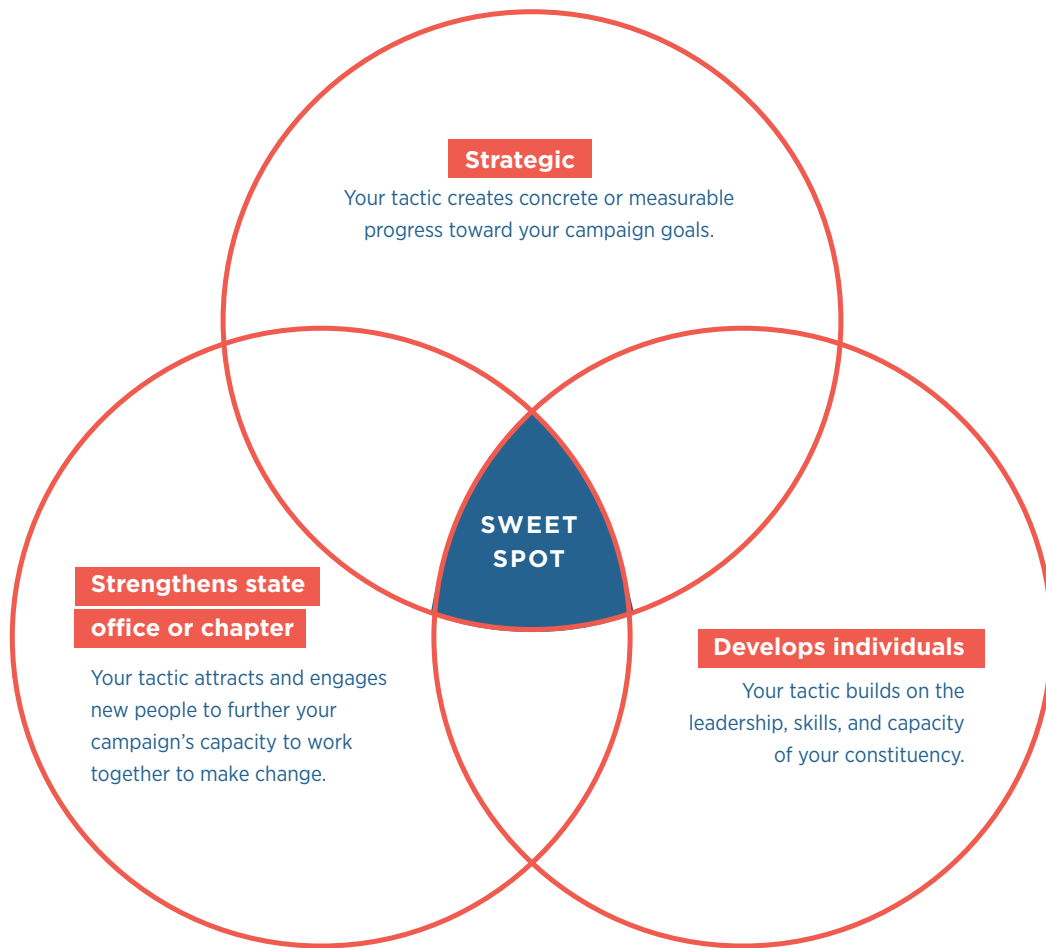 Strategic
Your tactic creates concrete or measurable
progress toward your campaign goals.
SWEET
SPOT
Strengthens state
office or chapter
Your tactic attracts and engages
new people to further your
campaign’s capacity to work
together to make change.
Develops individuals
Your tactic builds on the
leadership, skills, and capacity
of your constituency.